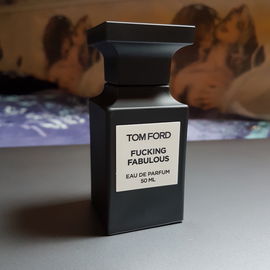 TOM FORD
FUCKING
FABULOUS
EAU DE PARFUM
50 ML